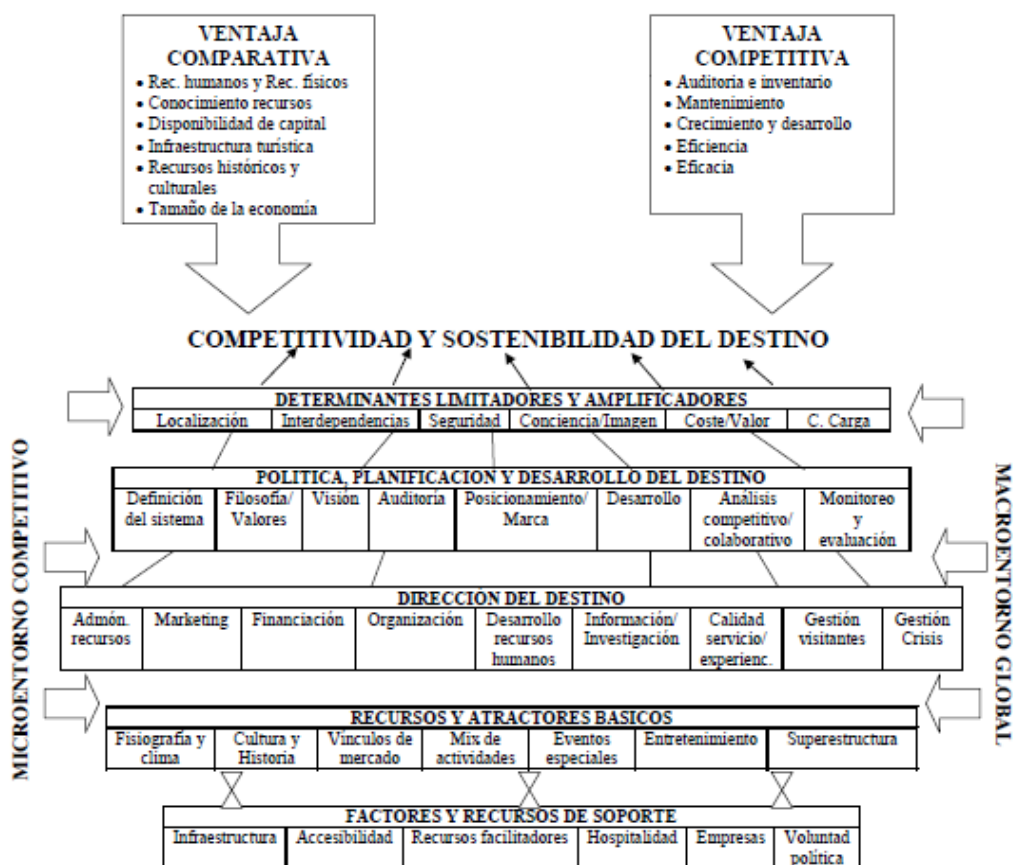 VENTAJA
COMPARATIVA
• Rec. humanos y Rec. físicos
• Conocimiento recursos
• Disponibilidad de capital
• Infraestructura turística
• Recursos históricos y
culturales
• Tamaño de la economía
VENTAJA
COMPETITIVA
• Auditoria e inventario
• Mantenimiento
• Crecimiento y desarrollo
• Eficiencia
• Eficacia
COMPETITIVIDAD Y SOSTENIBILIDAD DEL DESTINO
DETERMINANTES LIMITADORES Y AMPLIFICADORES
Localización Interdependencias Seguridad Conciencia/Imagen Coste/Valor C. Carga
POLITICA, PLANIFICACION Y DESARROLLO DEL DESTINO
Definición
del sistema
Filosofía/
Valores
Visión
Auditoría
Posicionamiento/
Marca
Desarrollo
Análisis
competitivo/
colaborativo
Monitoreo
y
evaluación
DIRECCIÓN DEL DESTINO
Admón.
recursos
Marketing
Financiación
Organización
Desarrollo
recursos
humanos
Información/
Investigación
Calidad
servicio/
experienc.
Gestión
visitantes
Gestión
Crisis
RECURSOS Y ATRACTORES BASICOS
Fisiografía y
clima
Cultura y
Historia
Vínculos de
mercado
Mix de
actividades
Eventos
especiales
Entretenimiento
Superestructura
FACTORES Y RECURSOS DE SOPORTE
Infraestructura
Accesibilidad
Recursos facilitadores
Hospitalidad
Empresas
Voluntad
política
MICROENTORNO COMPETITIVO
MACROENTORNO GLOBAL